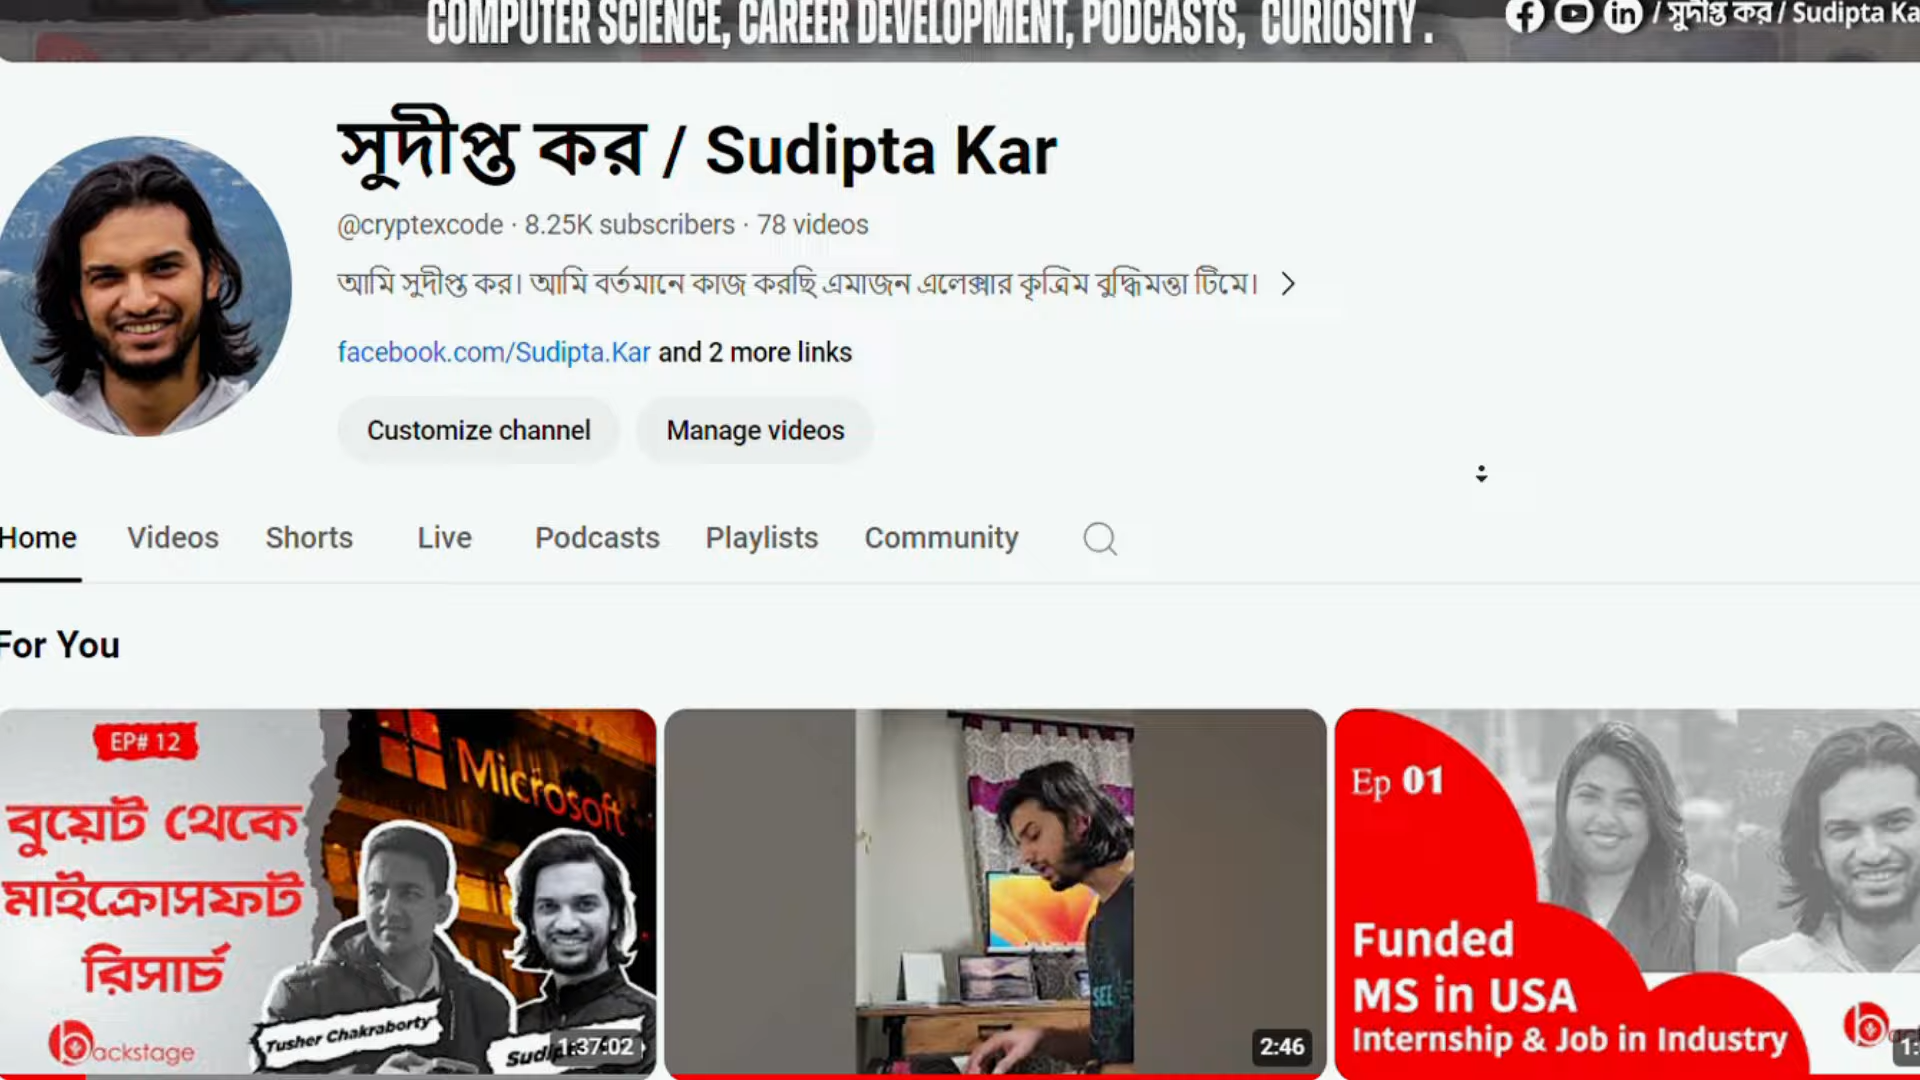 COMPUTER SCIENCE, CAREER DEVELOPMENT, PODCASTS, CURIOSITY .
/ সুদীপ্ত কর / Sudipta Ka
সুদীপ্ত কর / Sudipta Kar
@cryptexcode · 8.25K subscribers · 78 videos
আমি সুদীপ্ত কর। আমি বর্তমানে কাজ করছি এমাজন এলেক্সার কৃত্রিম বুদ্ধিমত্তা টিমে।
facebook.com/Sudipta.Kar and 2 more links
Customize channel Manage videos
Home Videos Shorts Live Podcasts Playlists Community
For You
EP# 12
Microsoft
বুয়েট থেকে
মাইক্রোসফট
রিসার্চ
Tusher Chakraborty
backstage
1:37:02
SEE
2:46
Ep 01
Funded
MS in USA
Internship & Job in Industry